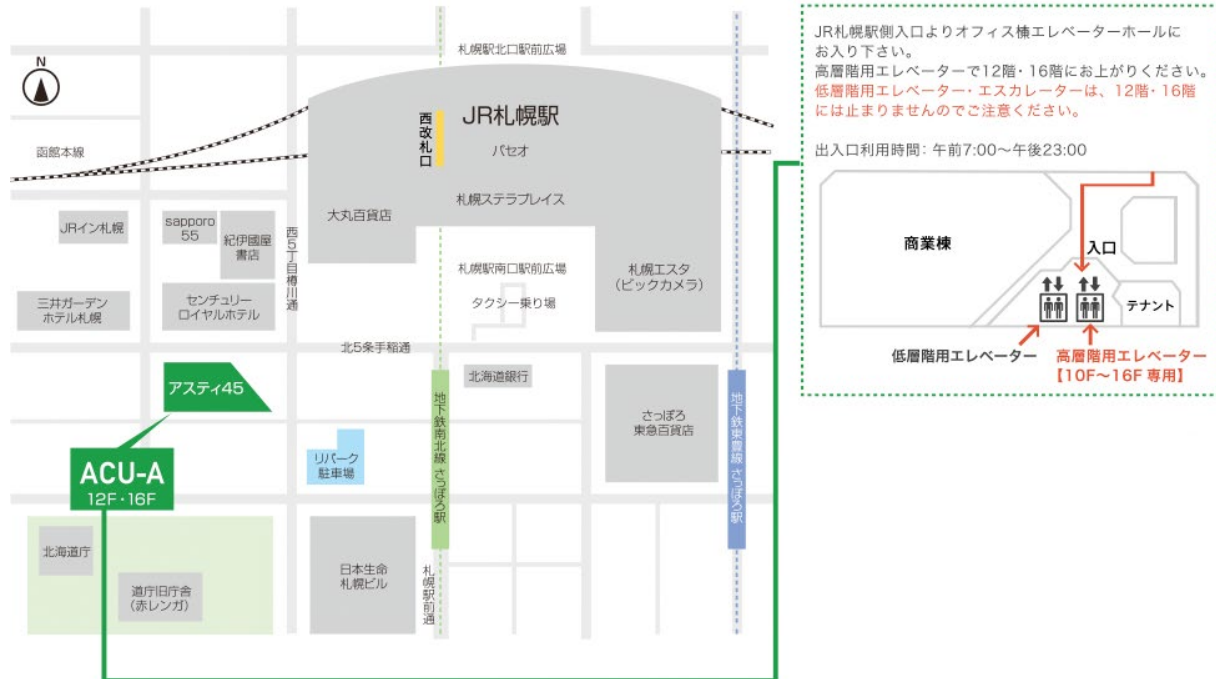 N
札幌駅北口駅前広場
函館本線
西改札口
JR札幌駅
パセオ
大丸百貨店
札幌ステラプレイス
JRイン札幌
sapporo
55
紀伊國屋
書店
西5丁目樽川通
札幌駅南口駅前広場
タクシー乗り場
札幌エスタ
（ビックカメラ）
三井ガーデン
ホテル札幌
センチュリー
ロイヤルホテル
北5条手稲通
アスティ45
北海道銀行
さっぽろ
東急百貨店
地下鉄南北線 さっぽろ駅
地下鉄東豊線 さっぽろ駅
ACU-A
12F・16F
リパーク
駐車場
北海道庁
道庁旧庁舎
（赤レンガ）
日本生命
札幌ビル
札幌駅前通
JR札幌駅側入口よりオフィス棟エレベーターホールに
お入り下さい。
高層階用エレベーターで12階・16階にお上がりください。
低層階用エレベーター・エスカレーターは、12階・16階
には止まりませんのでご注意ください。
出入口利用時間：午前7:00〜午後23:00
商業棟
入口
テナント
低層階用エレベーター
高層階用エレベーター
【10F〜16F 専用】